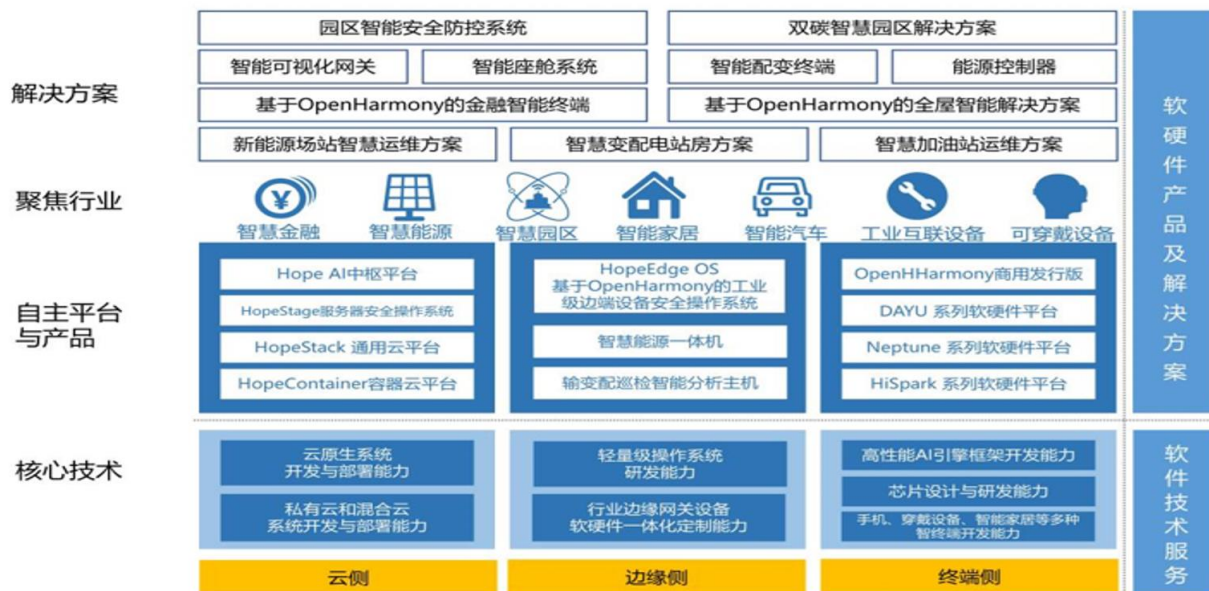 园区智能安全防控系统
双碳智慧园区解决方案
解决方案
智能可视化网关
智能座舱系统
智能配变终端
能源控制器
基于OpenHarmony的金融智能终端
基于OpenHarmony的全屋智能解决方案
新能源场站智慧运维方案
智慧变配电站房方案
智慧加油站运维方案
聚焦行业
智慧金融
智慧能源
智慧园区
智能家居
智能汽车
工业互联设备
可穿戴设备
自主平台
与产品
Hope AI中枢平台
HopeStage服务器安全操作系统
HopeStack 通用云平台
HopeContainer容器云平台
HopeEdge OS
基于OpenHarmony的工业
级边端设备安全操作系统
智慧能源一体机
输变配巡检智能分析主机
OpenHHarmony商用发行版
DAYU 系列软硬件平台
Neptune 系列软硬件平台
HiSpark 系列软硬件平台
软硬件产品及解决方案
核心技术
云原生系统
开发与部署能力
私有云和混合云
系统开发与部署能力
轻量级操作系统
研发能力
行业边缘网关设备
软硬件一体化定制能力
高性能AI引擎框架开发能力
芯片设计与研发能力
手机、穿戴设备、智能家居等多种
智终端开发能力
软件技术服务
云侧
边缘侧
终端侧